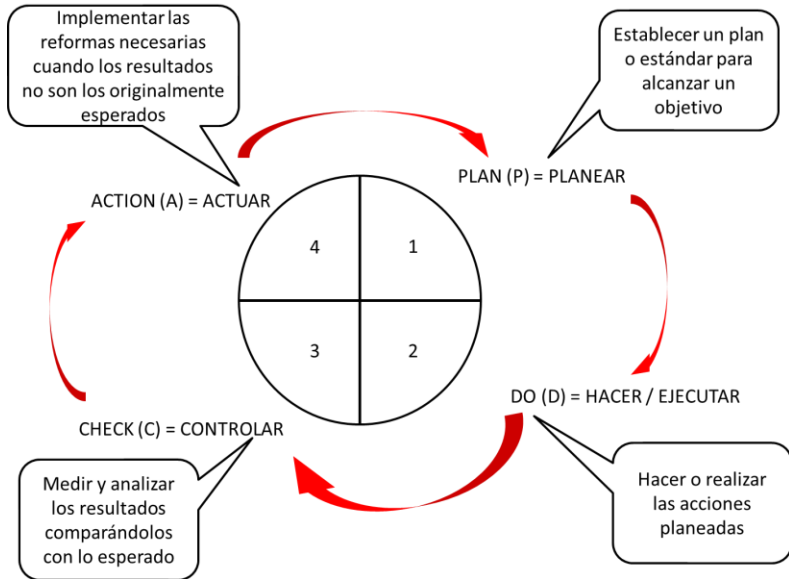 Implementar las
reformas necesarias
cuando los resultados
no son los originalmente
esperados
Establecer un plan
o estándar para
alcanzar un
objetivo
PLAN (P) = PLANEAR
ACTION (A) = ACTUAR
4
1
3
2
DO (D) = HACER / EJECUTAR
CHECK (C) = CONTROLAR
Medir y analizar
los resultados
comparándolos
con lo esperado
Hacer o realizar
las acciones
planeadas